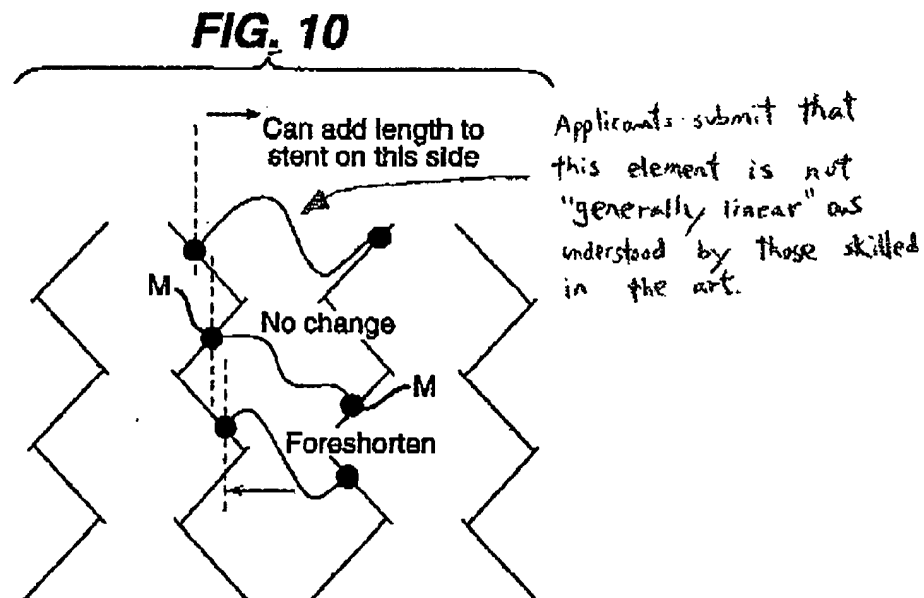 FIG. 10
Can add length to
stent on this side
Applicants submit that
this element is not
"generally linear" as
understood by those skilled
in the art.
M
No change
M
Foreshorten